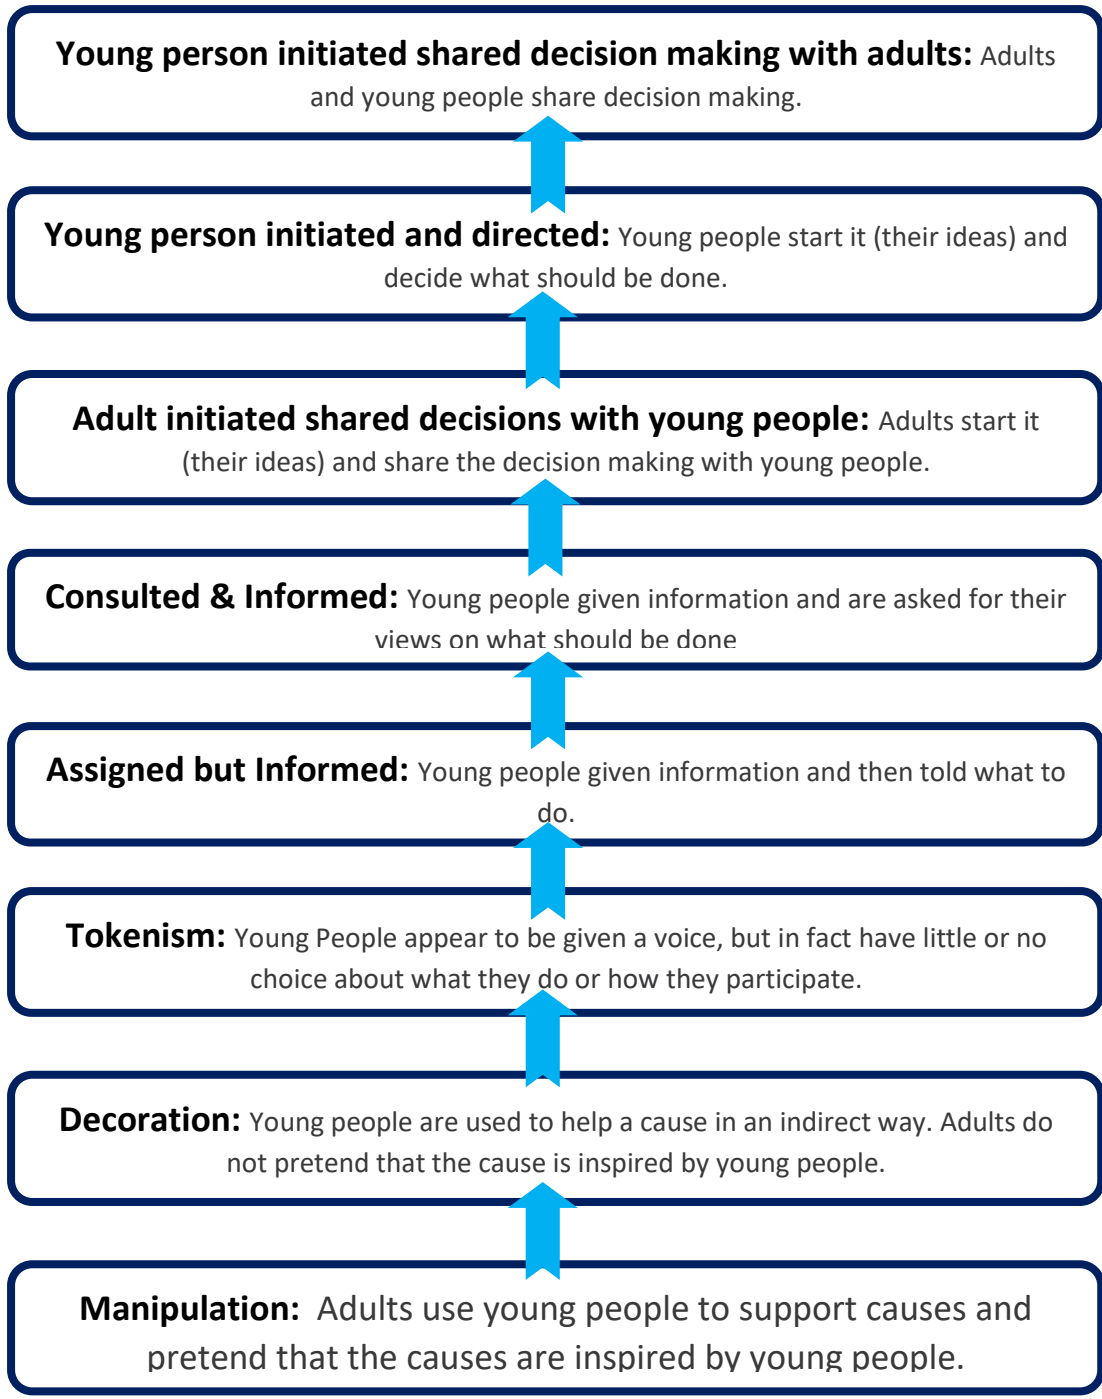 Young person initiated shared decision making with adults: Adults
and young people share decision making.
Young person initiated and directed: Young people start it (their ideas) and
decide what should be done.
Adult initiated shared decisions with young people: Adults start it
(their ideas) and share the decision making with young people.
Consulted & Informed: Young people given information and are asked for their
views on what should be done
Assigned but Informed: Young people given information and then told what to
do.
Tokenism: Young People appear to be given a voice, but in fact have little or no
choice about what they do or how they participate.
Decoration: Young people are used to help a cause in an indirect way. Adults do
not pretend that the cause is inspired by young people.
Manipulation: Adults use young people to support causes and
pretend that the causes are inspired by young people.